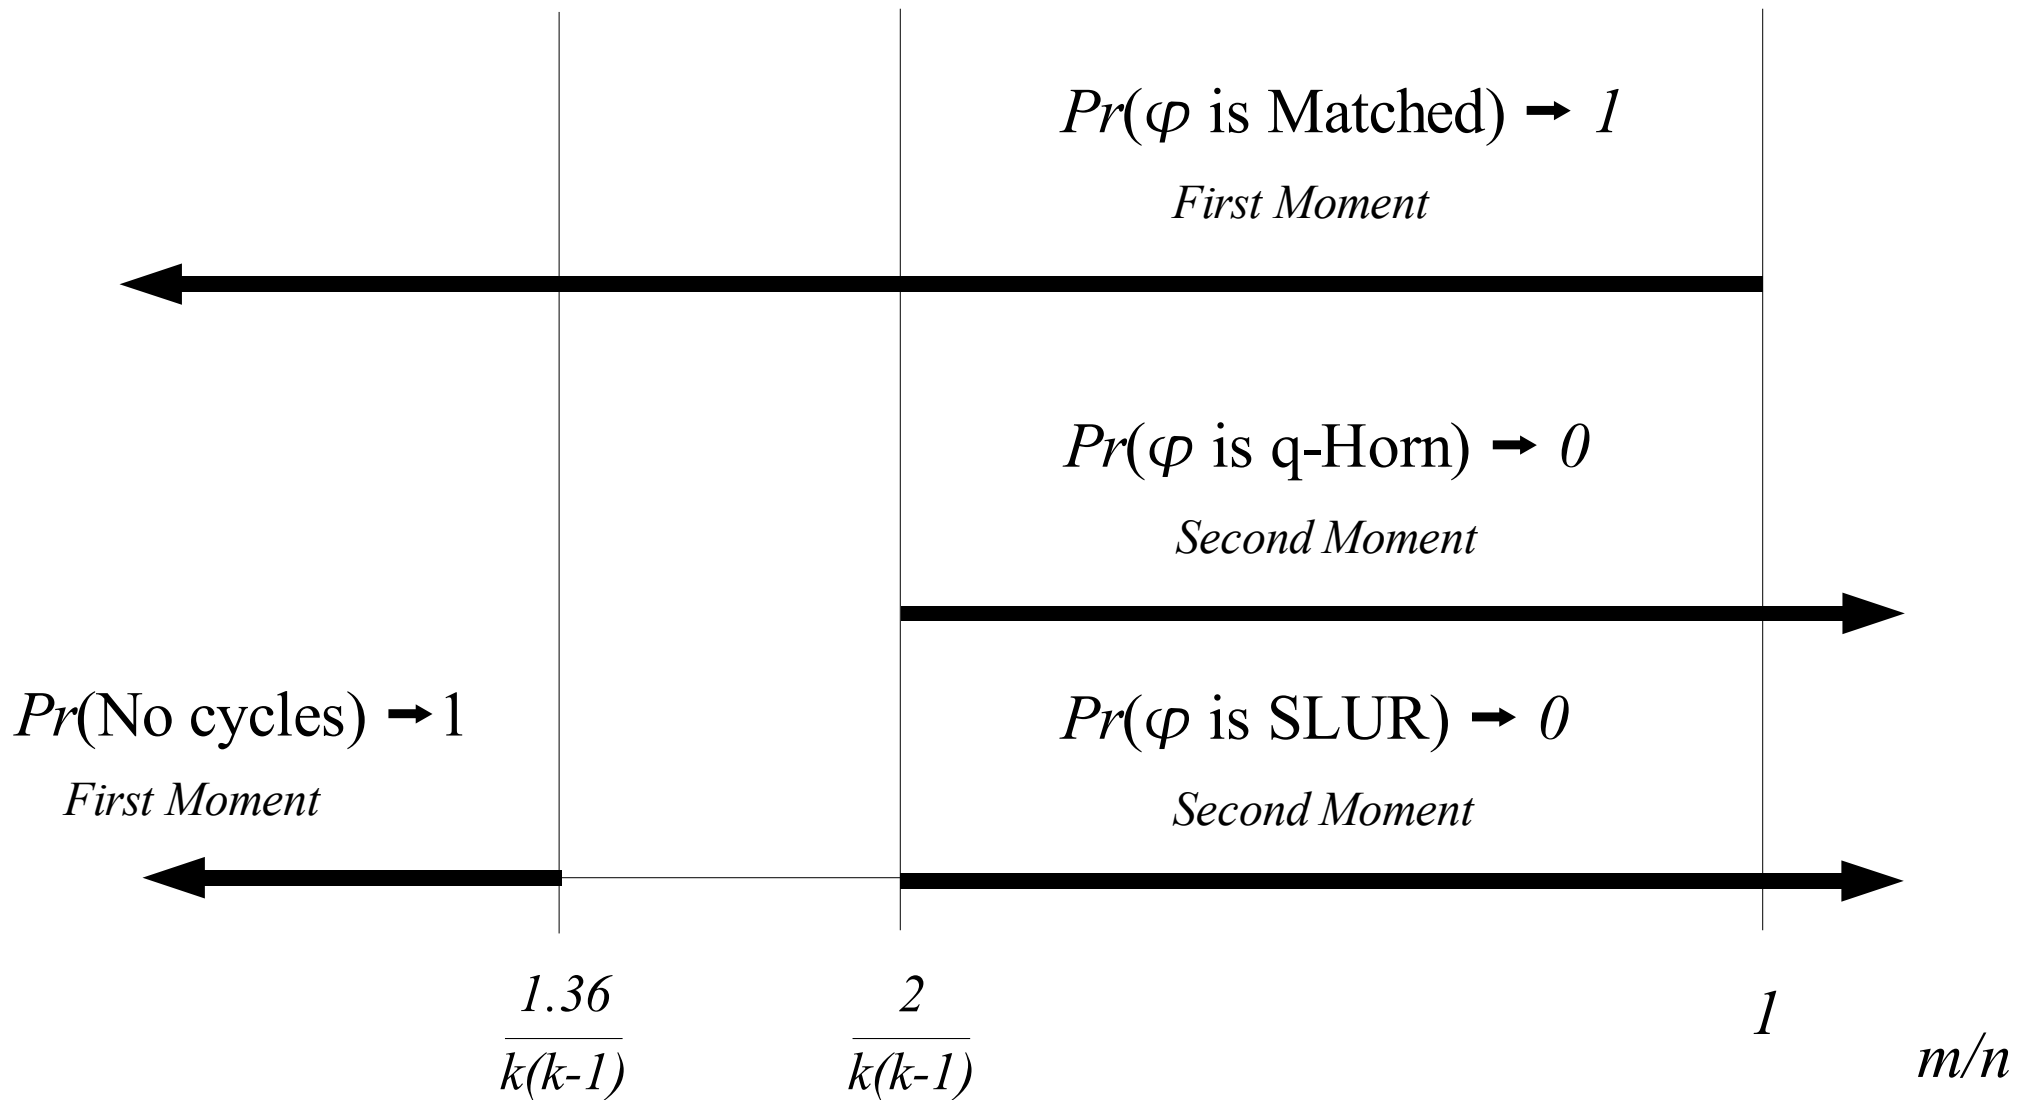 Pr(φ is Matched) → 1
First Moment
Pr(φ is q-Horn) → 0
Second Moment
Pr(No cycles) → 1
First Moment
Pr(φ is SLUR) → 0
Second Moment
1.36
k(k-1)
2
k(k-1)
1
m/n